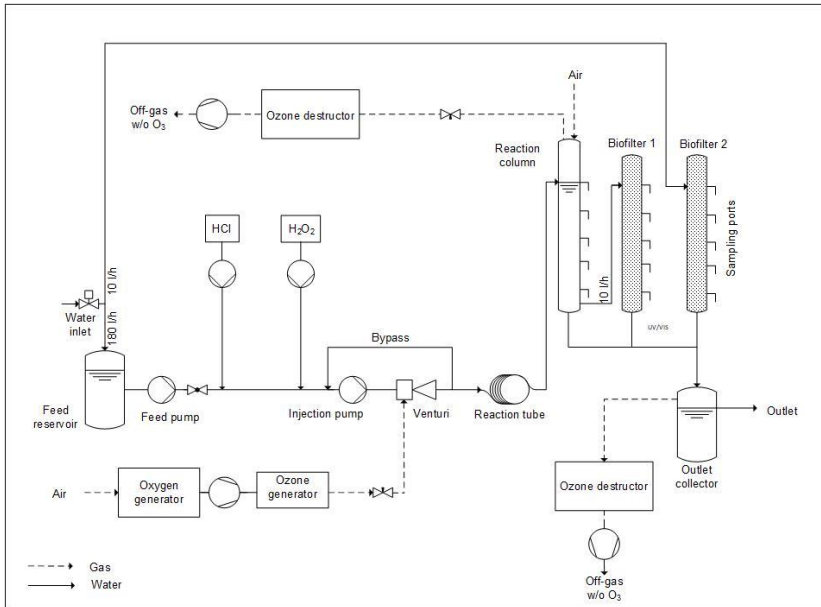 Air
Off-gas
w/o O3
Ozone destructor
Reaction
column
Biofilter 1
Biofilter 2
HCl
H2O2
Sampling ports
10 l/h
10 l/h
Water
inlet
180 l/h
UV/VIS
Bypass
Feed
reservoir
Feed pump
Injection pump
Venturi
Reaction tube
Outlet
Outlet
collector
Air
Oxygen
generator
Ozone
generator
Ozone destructor
Gas
Water
Off-gas
w/o O3